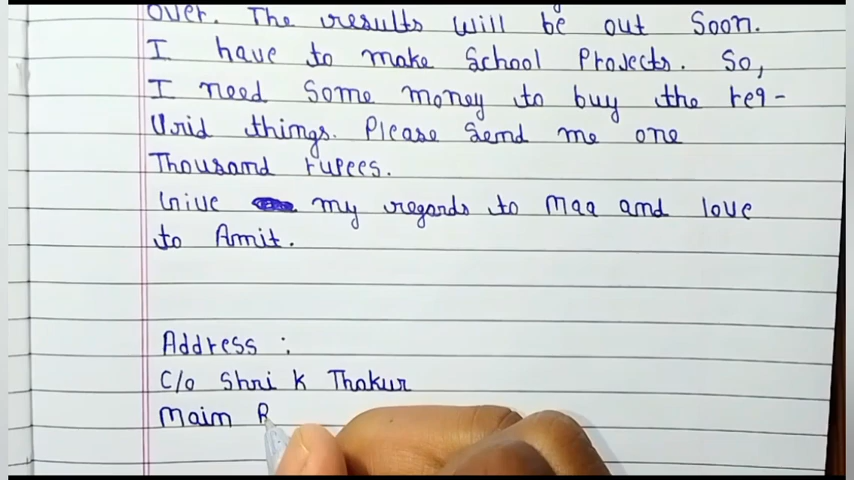 over. The results will be out Soon.
I have to make School Projects. So,
I need Some money to buy the req-
Urid things. Please Send me one
Thousand rupees.
Give my regards to Maa and love
to Amit.
Address :
C/o Shri K Thakur
Main R